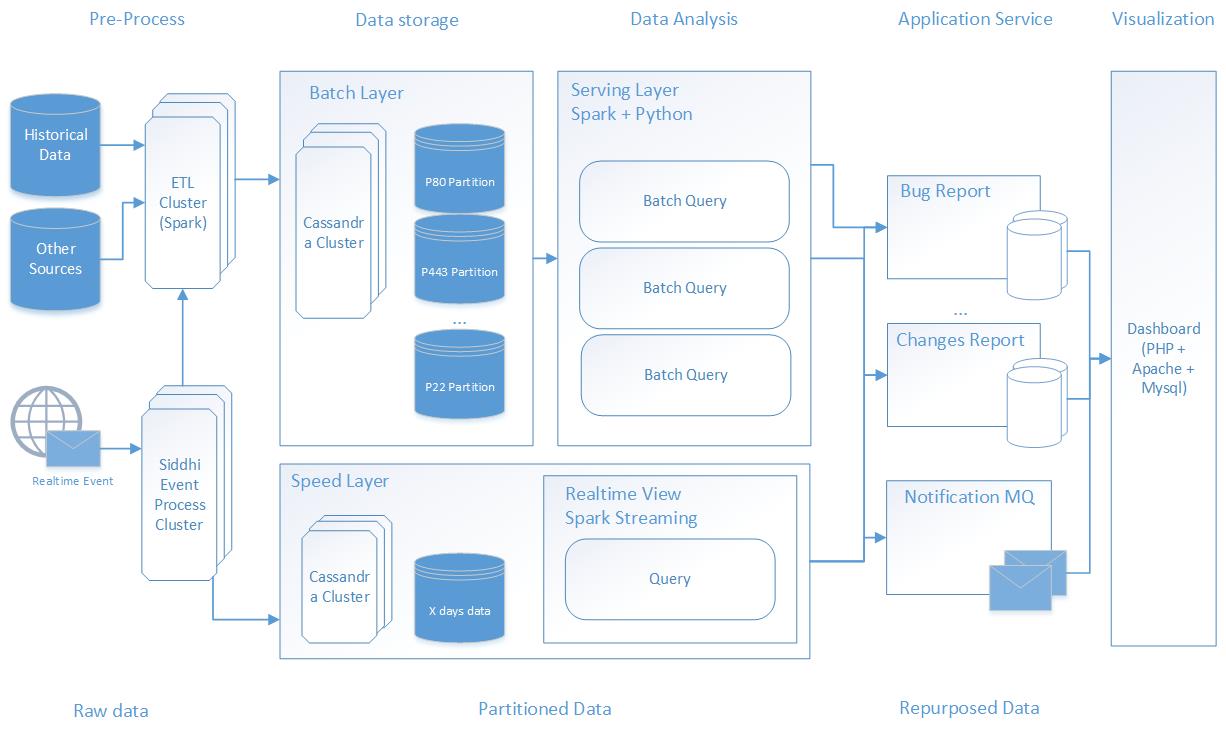 Pre-Process
Data storage
Data Analysis
Application Service
Visualization
Historical
Data
Other
Sources
ETL
Cluster
(Spark)
Realtime Event
Siddhi
Event
Process
Cluster
Batch Layer
Cassandr
a Cluster
P80 Partition
P443 Partition
...
P22 Partition
Serving Layer
Spark + Python
Batch Query
Batch Query
Batch Query
Speed Layer
Cassandr
a Cluster
X days data
Realtime View
Spark Streaming
Query
Bug Report
...
Changes Report
Notification MQ
Dashboard
(PHP +
Apache +
Mysql)
Raw data
Partitioned Data
Repurposed Data